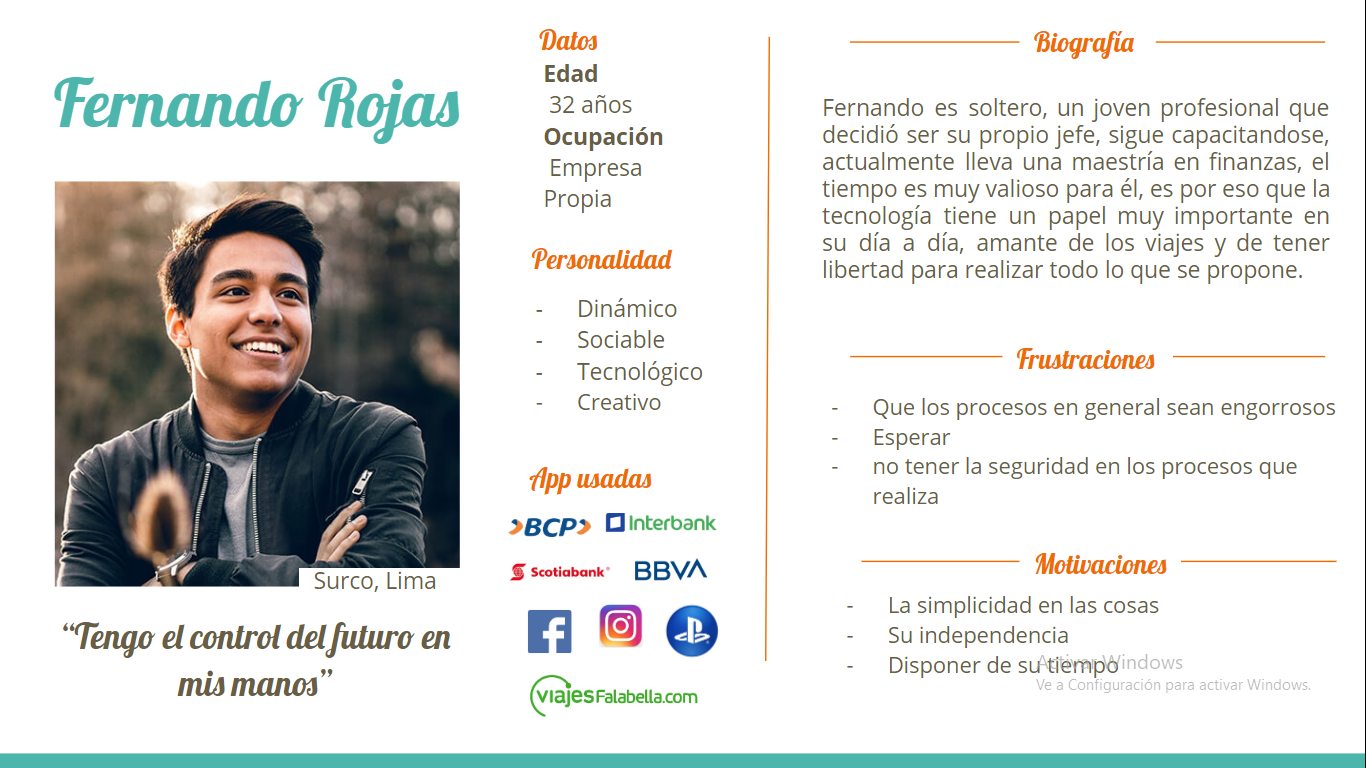 Fernando Rojas
Surco, Lima
“Tengo el control del futuro en
mis manos”
Datos
Edad
32 años
Ocupación
Empresa
Propia
Personalidad
- Dinámico
- Sociable
- Tecnológico
- Creativo
App usadas
BCP
Interbank
Scotiabank
BBVA
viajesFalabella.com
Biografía
Fernando es soltero, un joven profesional que
decidió ser su propio jefe, sigue capacitandose,
actualmente lleva una maestría en finanzas, el
tiempo es muy valioso para él, es por eso que la
tecnología tiene un papel muy importante en
su día a día, amante de los viajes y de tener
libertad para realizar todo lo que se propone.
Frustraciones
- Que los procesos en general sean engorrosos
- Esperar
- no tener la seguridad en los procesos que
realiza
Motivaciones
- La simplicidad en las cosas
- Su independencia
- Disponer de su tiempo
Activar Windows
Ve a Configuración para activar Windows.